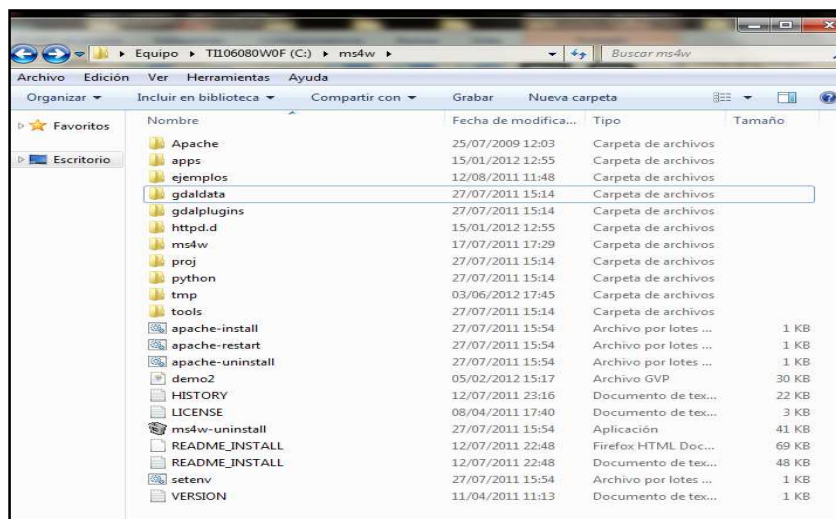 Equipo ▸ TI106080W0F (C:) ▸ ms4w ▸ Buscar ms4w
Archivo Edición Ver Herramientas Ayuda
Organizar Incluir en biblioteca Compartir con Grabar Nueva carpeta
Favoritos
Escritorio
Nombre Fecha de modifica... Tipo Tamaño
Apache 25/07/2009 12:03 Carpeta de archivos
apps 15/01/2012 12:55 Carpeta de archivos
ejemplos 12/08/2011 11:48 Carpeta de archivos
gdaldata 27/07/2011 15:14 Carpeta de archivos
gdalplugins 27/07/2011 15:14 Carpeta de archivos
httpd.d 15/01/2012 12:55 Carpeta de archivos
ms4w 17/07/2011 17:29 Carpeta de archivos
proj 27/07/2011 15:14 Carpeta de archivos
python 27/07/2011 15:14 Carpeta de archivos
tmp 03/06/2012 17:45 Carpeta de archivos
tools 27/07/2011 15:14 Carpeta de archivos
apache-install 27/07/2011 15:54 Archivo por lotes ... 1 KB
apache-restart 27/07/2011 15:54 Archivo por lotes ... 1 KB
apache-uninstall 27/07/2011 15:54 Archivo por lotes ... 1 KB
demo2 05/02/2012 15:17 Archivo GVP 30 KB
HISTORY 12/07/2011 23:16 Documento de tex... 22 KB
LICENSE 08/04/2011 17:40 Documento de tex... 3 KB
ms4w-uninstall 27/07/2011 15:54 Aplicación 41 KB
README_INSTALL 12/07/2011 22:48 Firefox HTML Doc... 69 KB
README_INSTALL 12/07/2011 22:48 Documento de tex... 48 KB
setenv 27/07/2011 15:54 Archivo por lotes ... 1 KB
VERSION 11/04/2011 11:13 Documento de tex... 1 KB